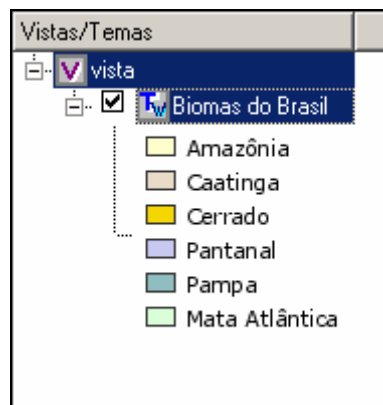 Vistas/Temas
vista
Biomas do Brasil
Amazônia
Caatinga
Cerrado
Pantanal
Pampa
Mata Atlântica